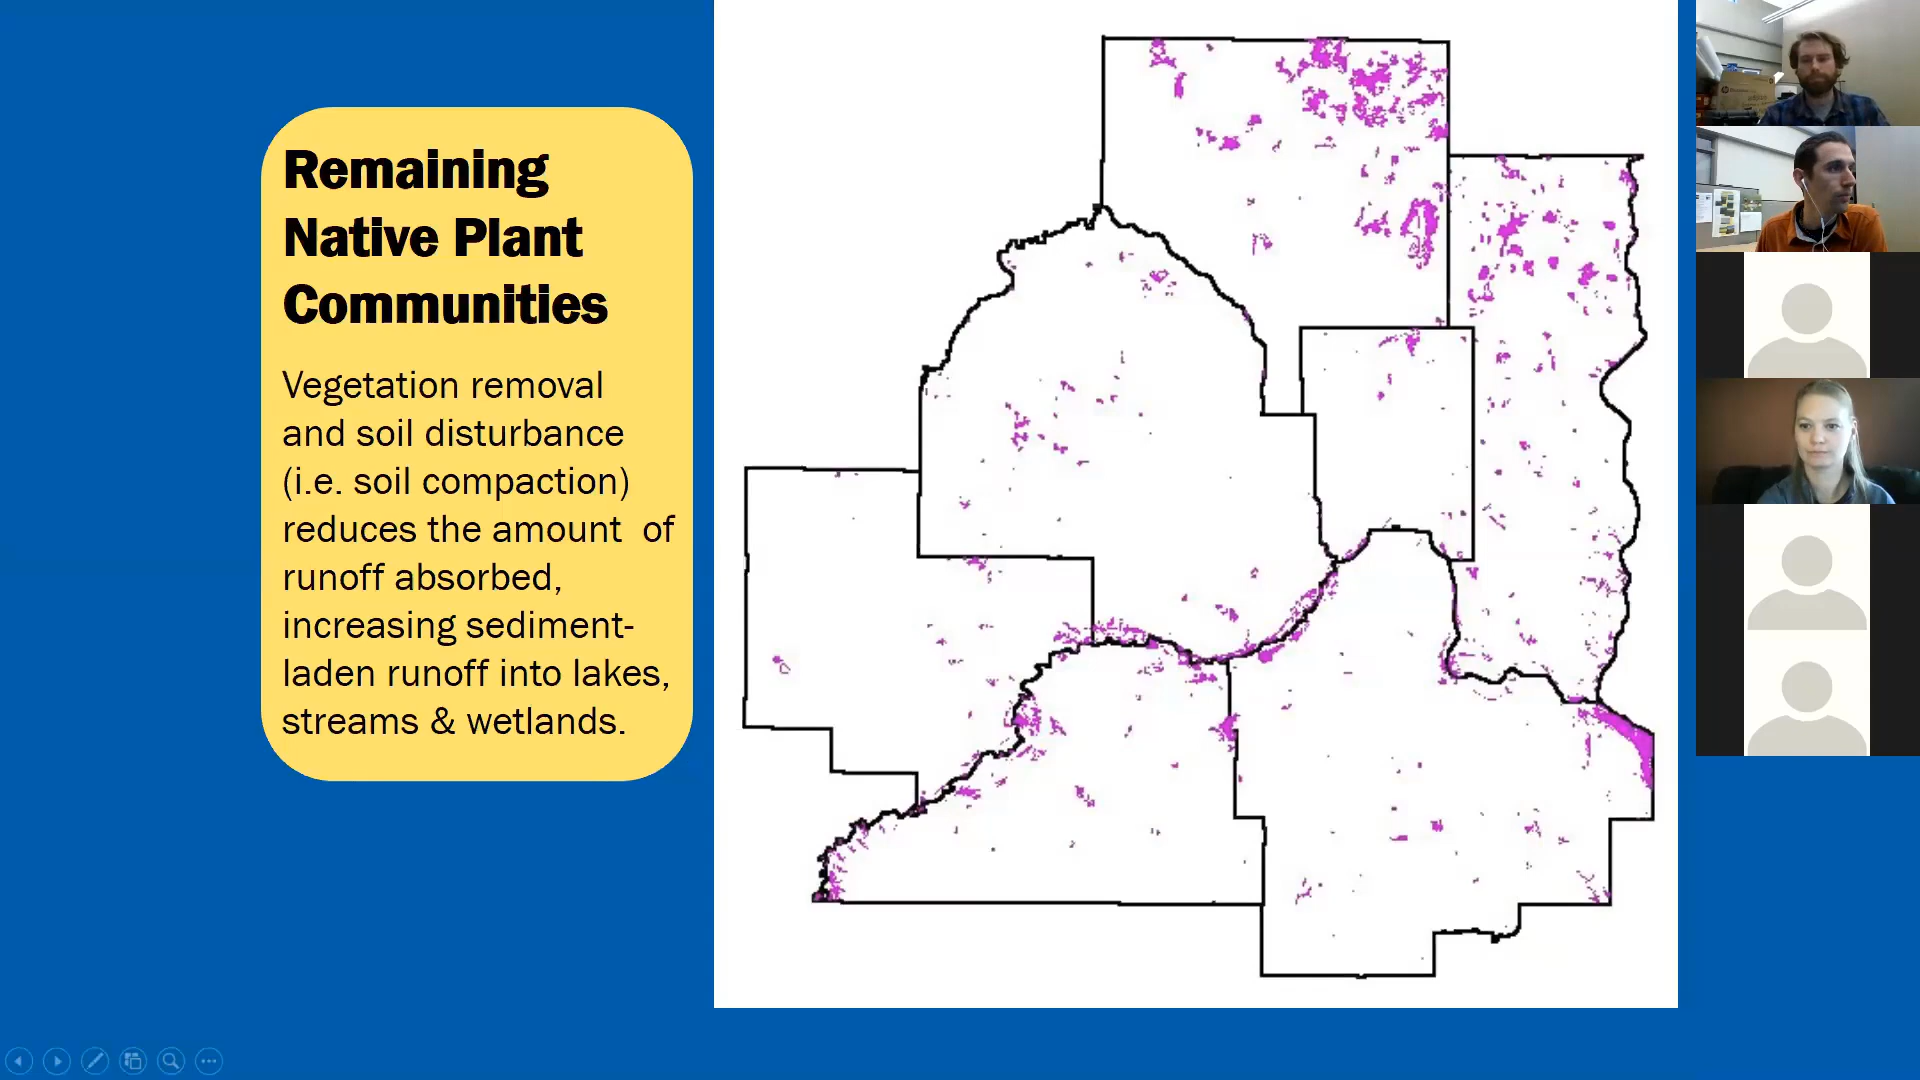 Remaining
Native Plant
Communities
Vegetation removal
and soil disturbance
(i.e. soil compaction)
reduces the amount  of
runoff absorbed,
increasing sediment-
laden runoff into lakes,
streams & wetlands.